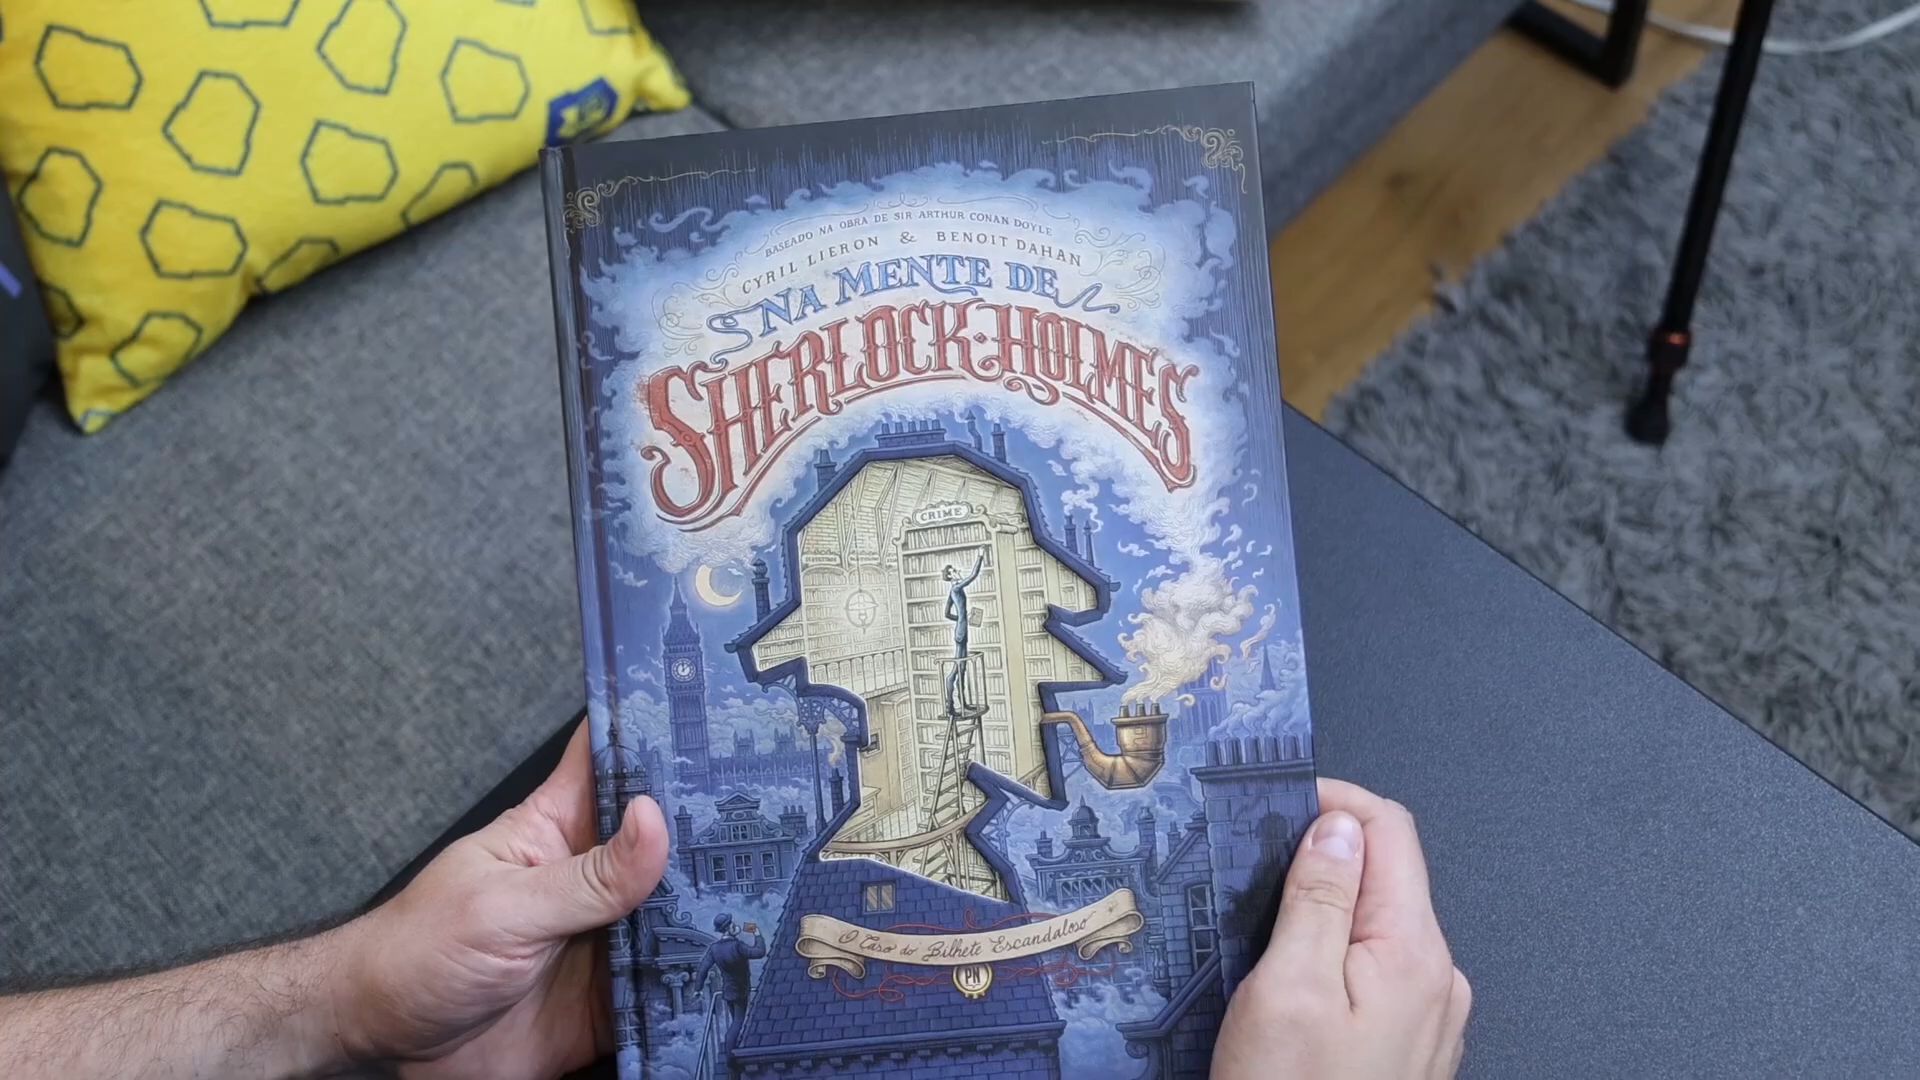 BASEADO NA OBRA DE SIR ARTHUR CONAN DOYLE
CYRIL LIERON & BENOIT DAHAN
NA MENTE DE
SHERLOCK HOLMES
CRIME
O Caso do Bilhete Escandaloso
PN